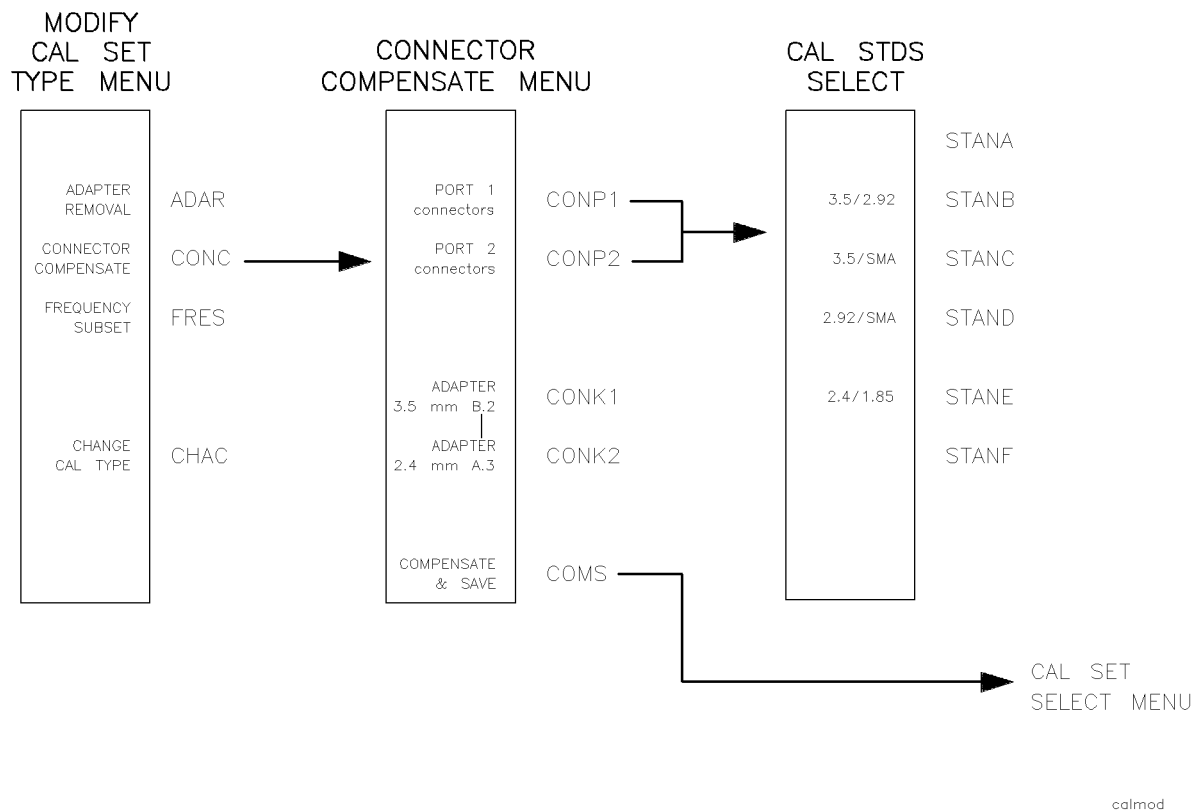 MODIFY
CAL SET
TYPE MENU
ADAPTER
REMOVAL
ADAR
CONNECTOR
COMPENSATE
CONC
FREQUENCY
SUBSET
FRES
CHANGE
CAL TYPE
CHAC
CONNECTOR
COMPENSATE MENU
PORT 1
connectors
CONP1
PORT 2
connectors
CONP2
ADAPTER
3.5 mm B.2
CONK1
ADAPTER
2.4 mm A.3
CONK2
COMPENSATE
& SAVE
COMS
CAL STDS
SELECT
STANA
3.5/2.92
STANB
3.5/SMA
STANC
2.92/SMA
STAND
2.4/1.85
STANE
STANF
CAL SET
SELECT MENU
calmod